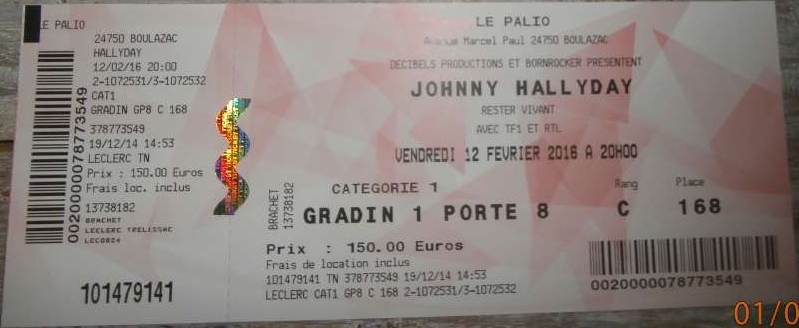 LE PALIO
24750 BOULAZAC
HALLYDAY
12/02/16 20:00
2-1072531/3-1072532
CAT1
GRADIN GP8 C 168
378773549
19/12/14 14:53
LECLERC TN
Prix : 150.00 Euros
Frais loc. inclus
13738182
BRACHET
LECLERC TRELISSAC
LEC0824
0020000078773549
101479141
LE PALIO
Avenue Marcel Paul 24750 BOULAZAC
DECIBELS PRODUCTIONS ET BORNROCKER PRESENTENT
JOHNNY HALLYDAY
RESTER VIVANT
AVEC TF1 ET RTL
VENDREDI 12 FEVRIER 2016 A 20H00
BRACHET
13738182
CATEGORIE 1
Rang
Place
GRADIN 1 PORTE 8
C
168
Prix : 150.00 Euros
Frais de location inclus
101479141 TN 378773549 19/12/14 14:53
LECLERC CAT1 GP8 C 168 2-1072531/3-1072532
0020000078773549
01/0